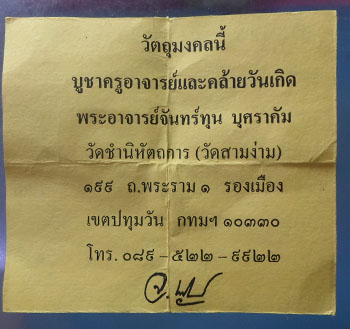 วัตถุมงคลนี้
บูชาครูอาจารย์และคล้ายวันเกิด
พระอาจารย์จันทร์ทุน บุศราคัม
วัดชำนิหัตถการ (วัดสามง่าม)
๑๙๙ ถ.พระราม ๑ รองเมือง
เขตปทุมวัน กทมฯ ๑๐๓๓๐
โทร. ๐๘๙ - ๕๒๒ - ๙๙๒๒